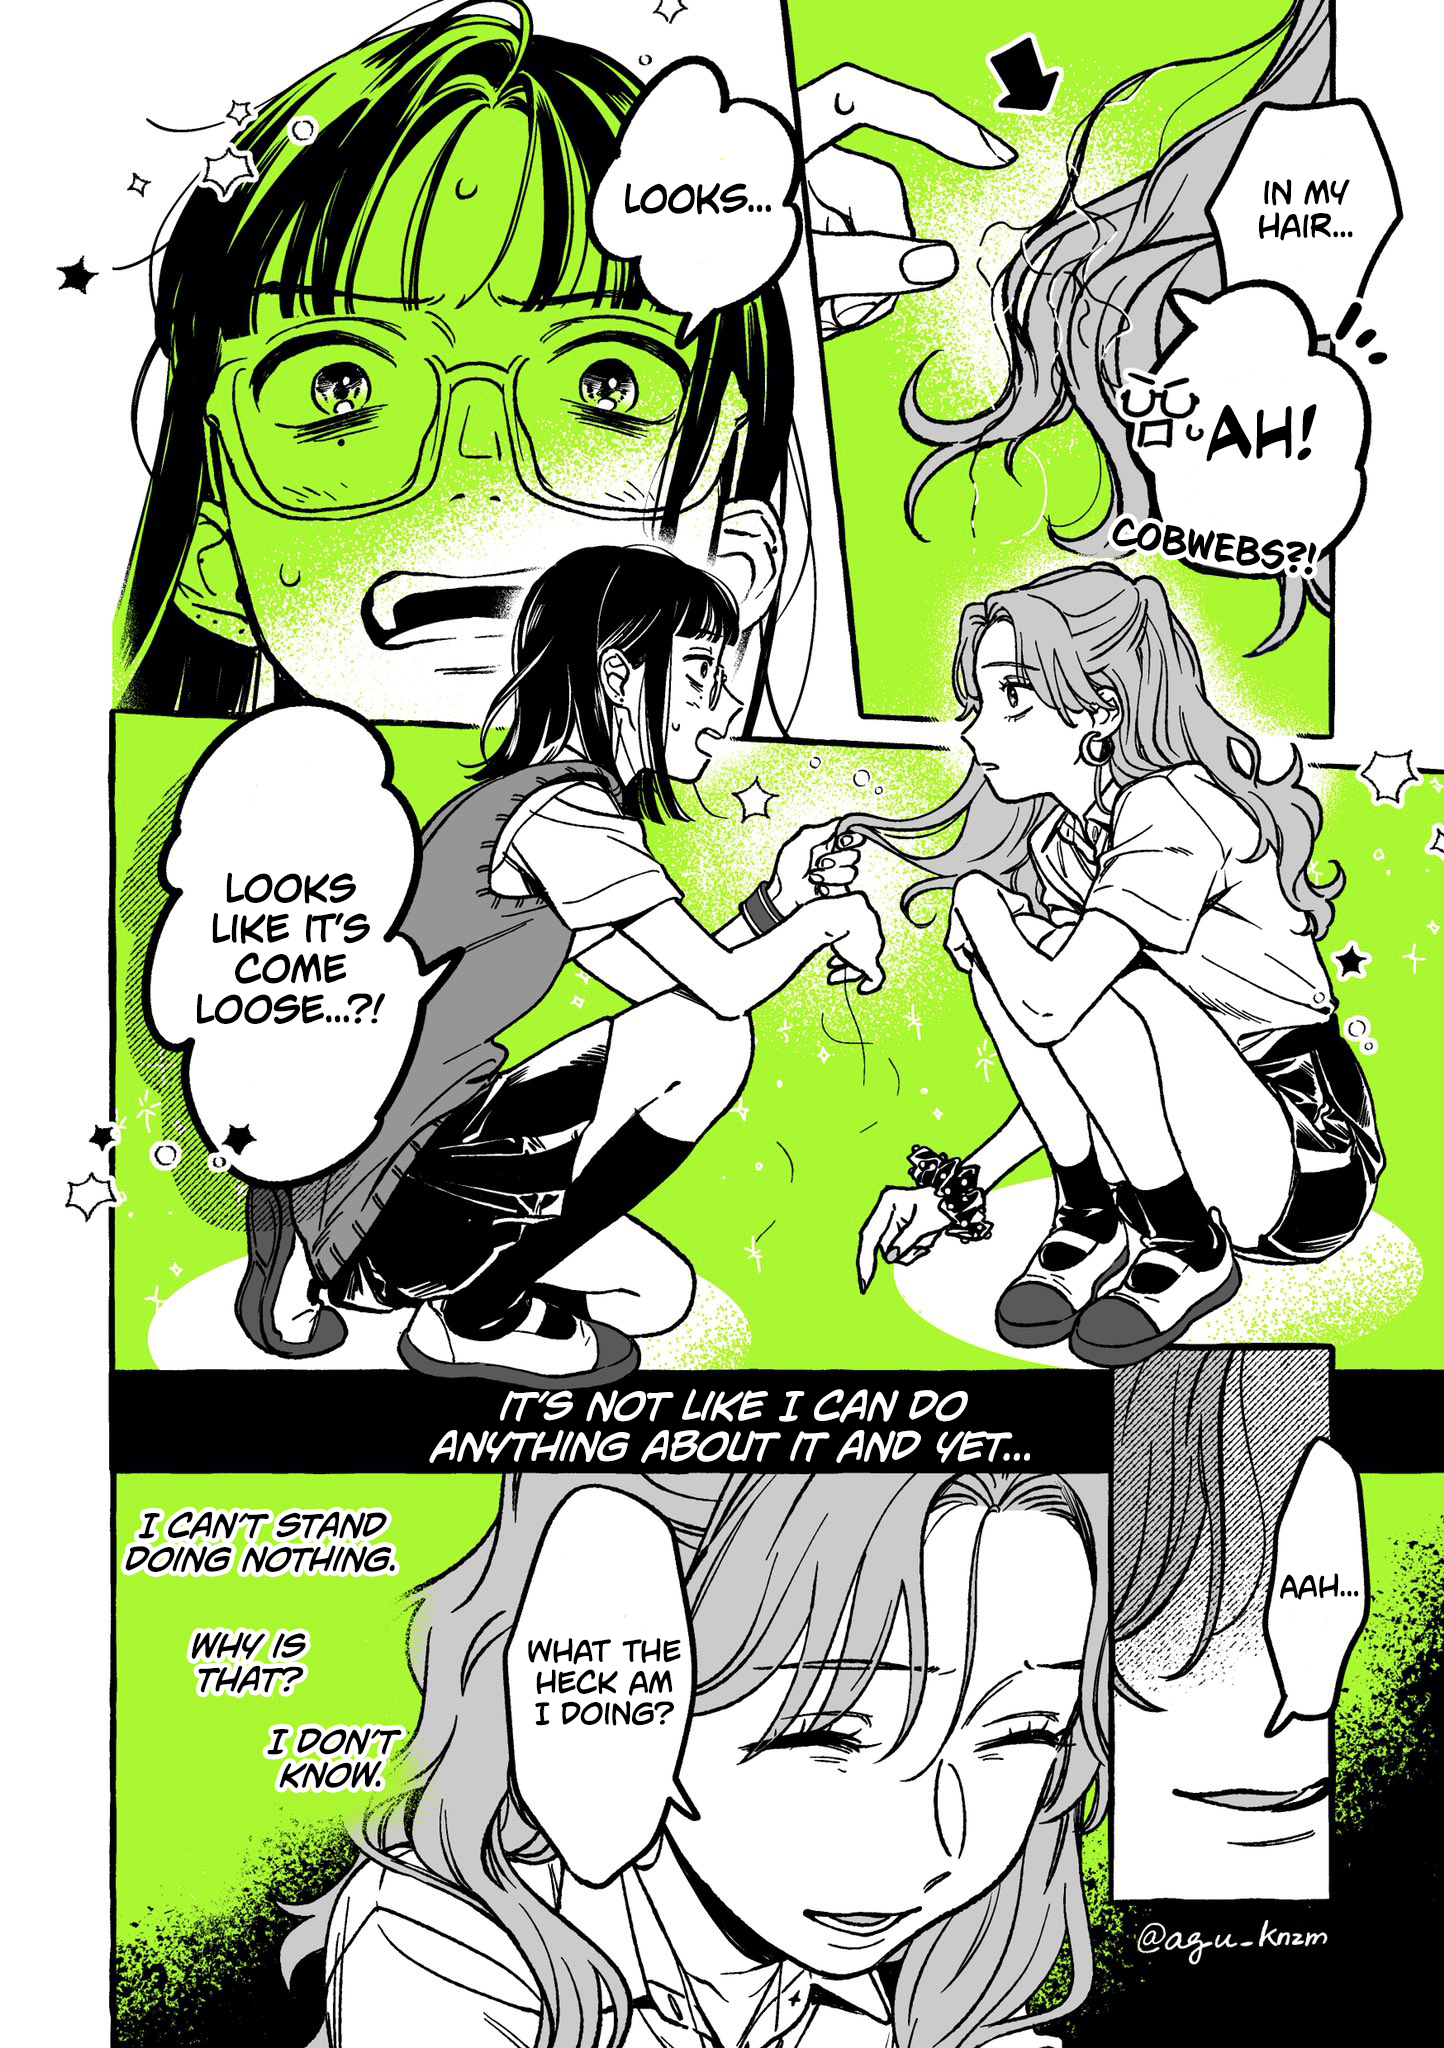 IN MY
HAIR...
AH!
COBWEBS?!
LOOKS...
LOOKS
LIKE IT'S
COME
LOOSE...?!
IT'S NOT LIKE I CAN DO
ANYTHING ABOUT IT AND YET...
AAH...
WHAT THE
HECK AM
I DOING?
I CAN'T STAND
DOING NOTHING.
WHY IS
THAT?
I DON'T
KNOW.
@agu_knzm